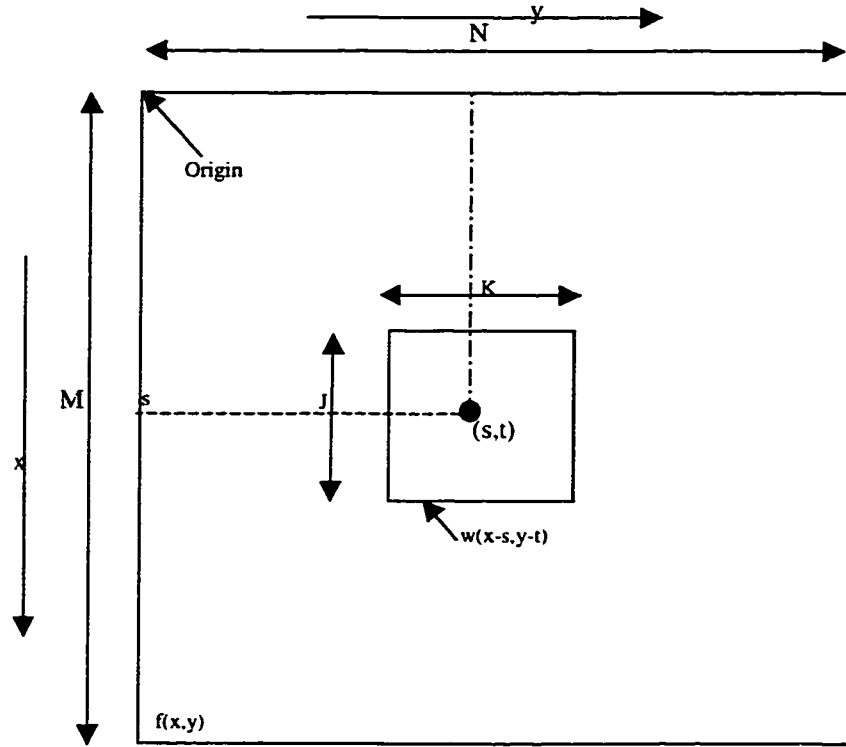 y
N
Origin
K
M
s
J
(s,t)
x
w(x-s,y-t)
f(x,y)